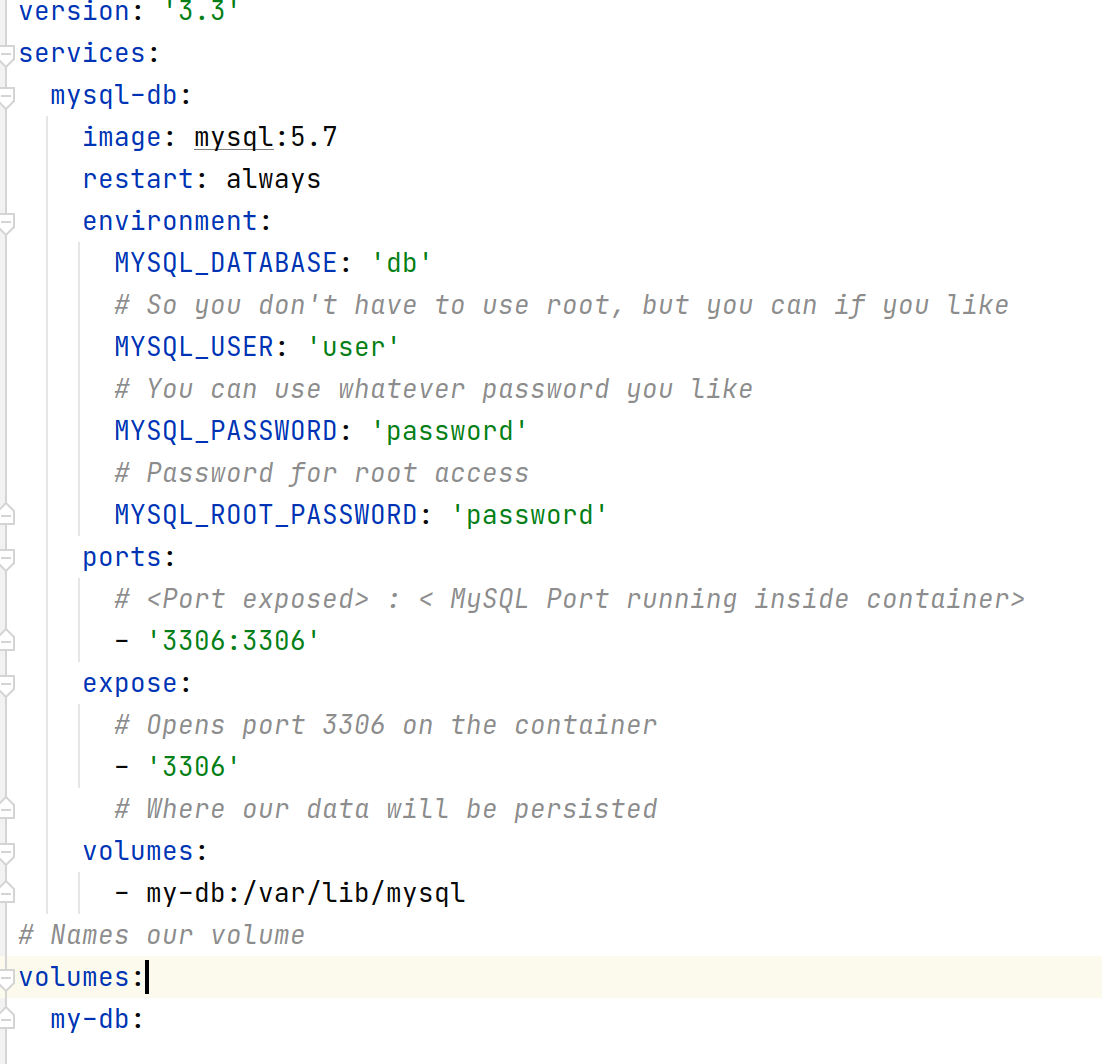 version: '3.3'
services:
  mysql-db:
    image: mysql:5.7
    restart: always
    environment:
      MYSQL_DATABASE: 'db'
      # So you don't have to use root, but you can if you like
      MYSQL_USER: 'user'
      # You can use whatever password you like
      MYSQL_PASSWORD: 'password'
      # Password for root access
      MYSQL_ROOT_PASSWORD: 'password'
    ports:
      # <Port exposed> : < MySQL Port running inside container>
      - '3306:3306'
    expose:
      # Opens port 3306 on the container
      - '3306'
      # Where our data will be persisted
    volumes:
      - my-db:/var/lib/mysql
# Names our volume
volumes:
  my-db: